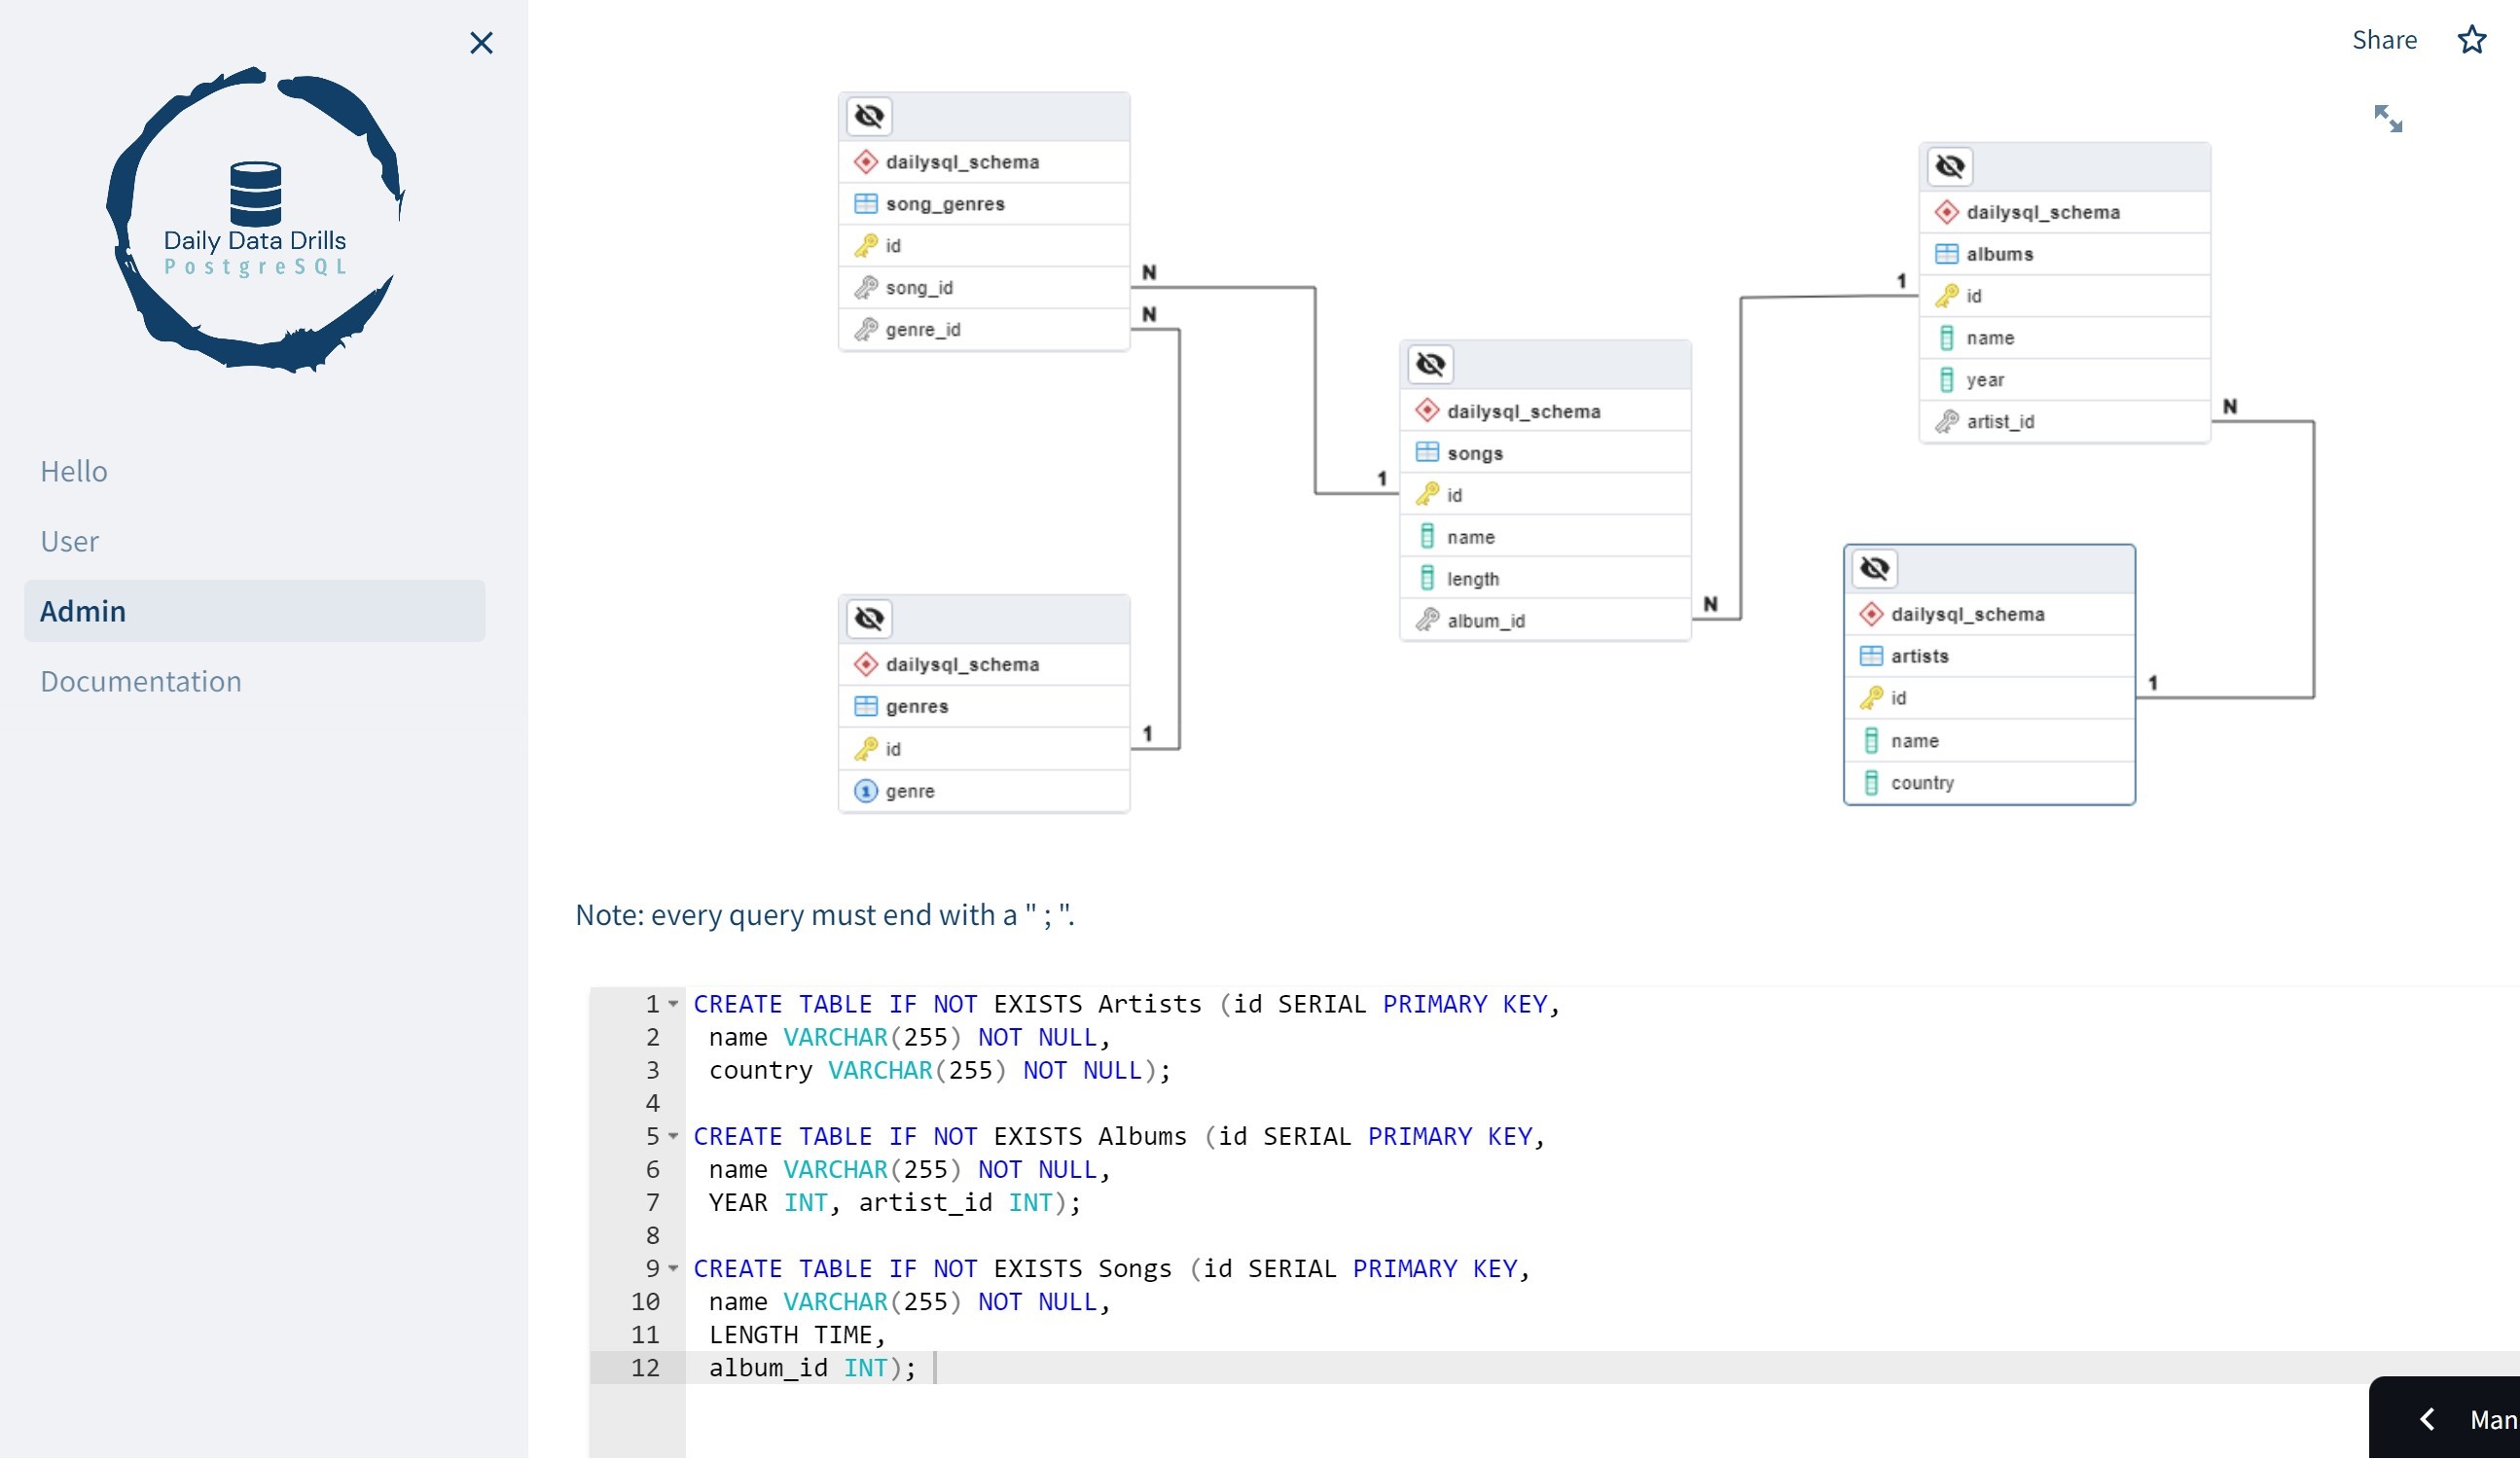 Share
Daily Data Drills
PostgreSQL
Hello
User
Admin
Documentation
dailysql_schema
song_genres
id
song_id
genre_id
N
N
dailysql_schema
genres
id
genre
1
dailysql_schema
songs
id
name
length
album_id
1
N
dailysql_schema
albums
id
name
year
artist_id
1
N
dailysql_schema
artists
id
name
country
1
Note: every query must end with a " ; ".
1 CREATE TABLE IF NOT EXISTS Artists (id SERIAL PRIMARY KEY,
2 name VARCHAR(255) NOT NULL,
3 country VARCHAR(255) NOT NULL);
4
5 CREATE TABLE IF NOT EXISTS Albums (id SERIAL PRIMARY KEY,
6 name VARCHAR(255) NOT NULL,
7 YEAR INT, artist_id INT);
8
9 CREATE TABLE IF NOT EXISTS Songs (id SERIAL PRIMARY KEY,
10 name VARCHAR(255) NOT NULL,
11 LENGTH TIME,
12 album_id INT);
Man